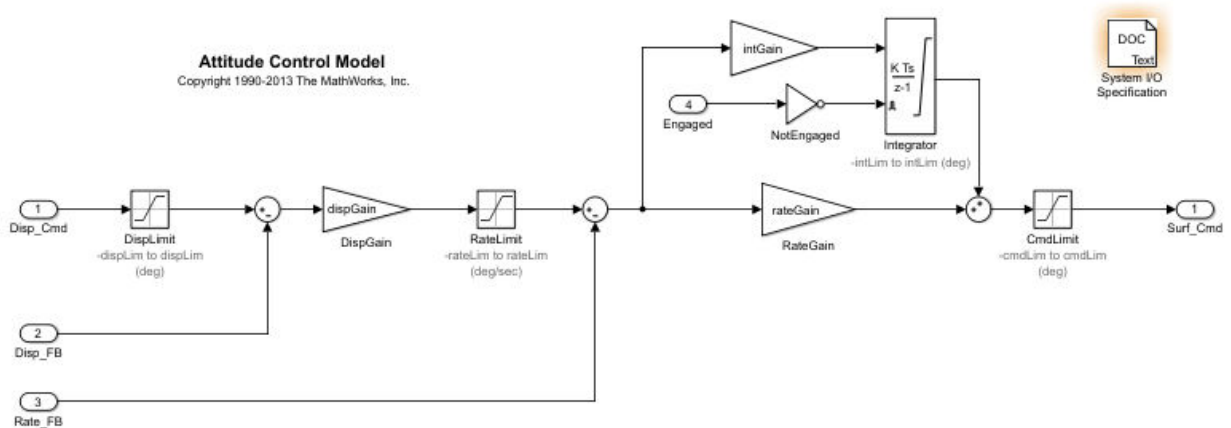 Attitude Control Model
Copyright 1990-2013 The MathWorks, Inc.
DOC
Text
System I/O
Specification
intGain
4
Engaged
NotEngaged
K Ts
z-1
Integrator
-intLim to intLim (deg)
1
Disp_Cmd
DispLimit
-dispLim to dispLim
(deg)
+
-
dispGain
DispGain
RateLimit
-rateLim to rateLim
(deg/sec)
+
-
rateGain
RateGain
+
+
CmdLimit
-cmdLim to cmdLim
(deg)
1
Surf_Cmd
2
Disp_FB
3
Rate_FB